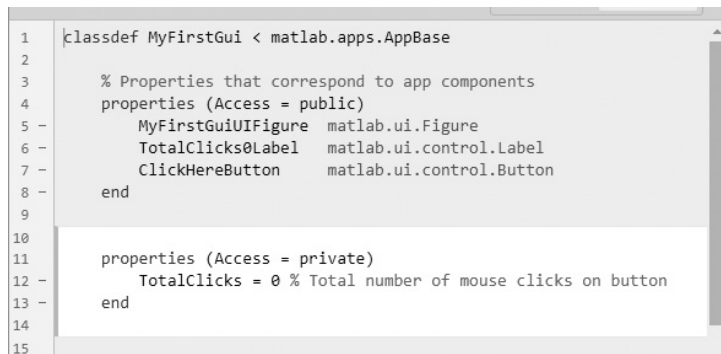 1 classdef MyFirstGui < matlab.apps.AppBase
2
3 % Properties that correspond to app components
4 properties (Access = public)
5 – MyFirstGuiUIFigure matlab.ui.Figure
6 – TotalClicks0Label matlab.ui.control.Label
7 – ClickHereButton matlab.ui.control.Button
8 – end
9
10
11 properties (Access = private)
12 – TotalClicks = 0 % Total number of mouse clicks on button
13 – end
14
15